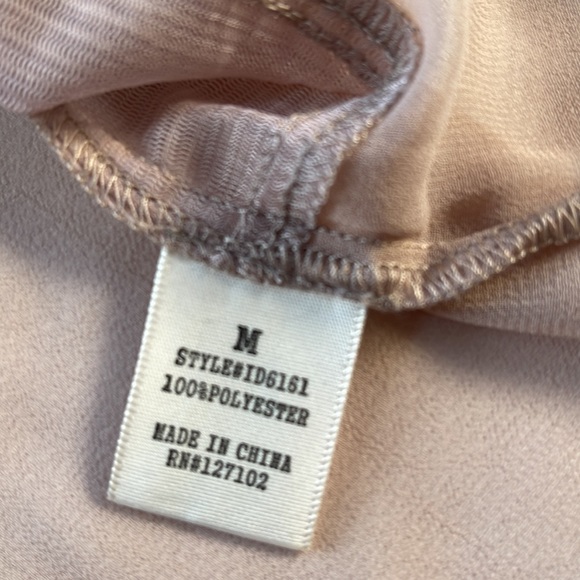 M
STYLE#ID6161
100%POLYESTER
MADE IN CHINA
RN#127102